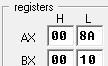 registers
H L
AX 00 8A
BX 00 10